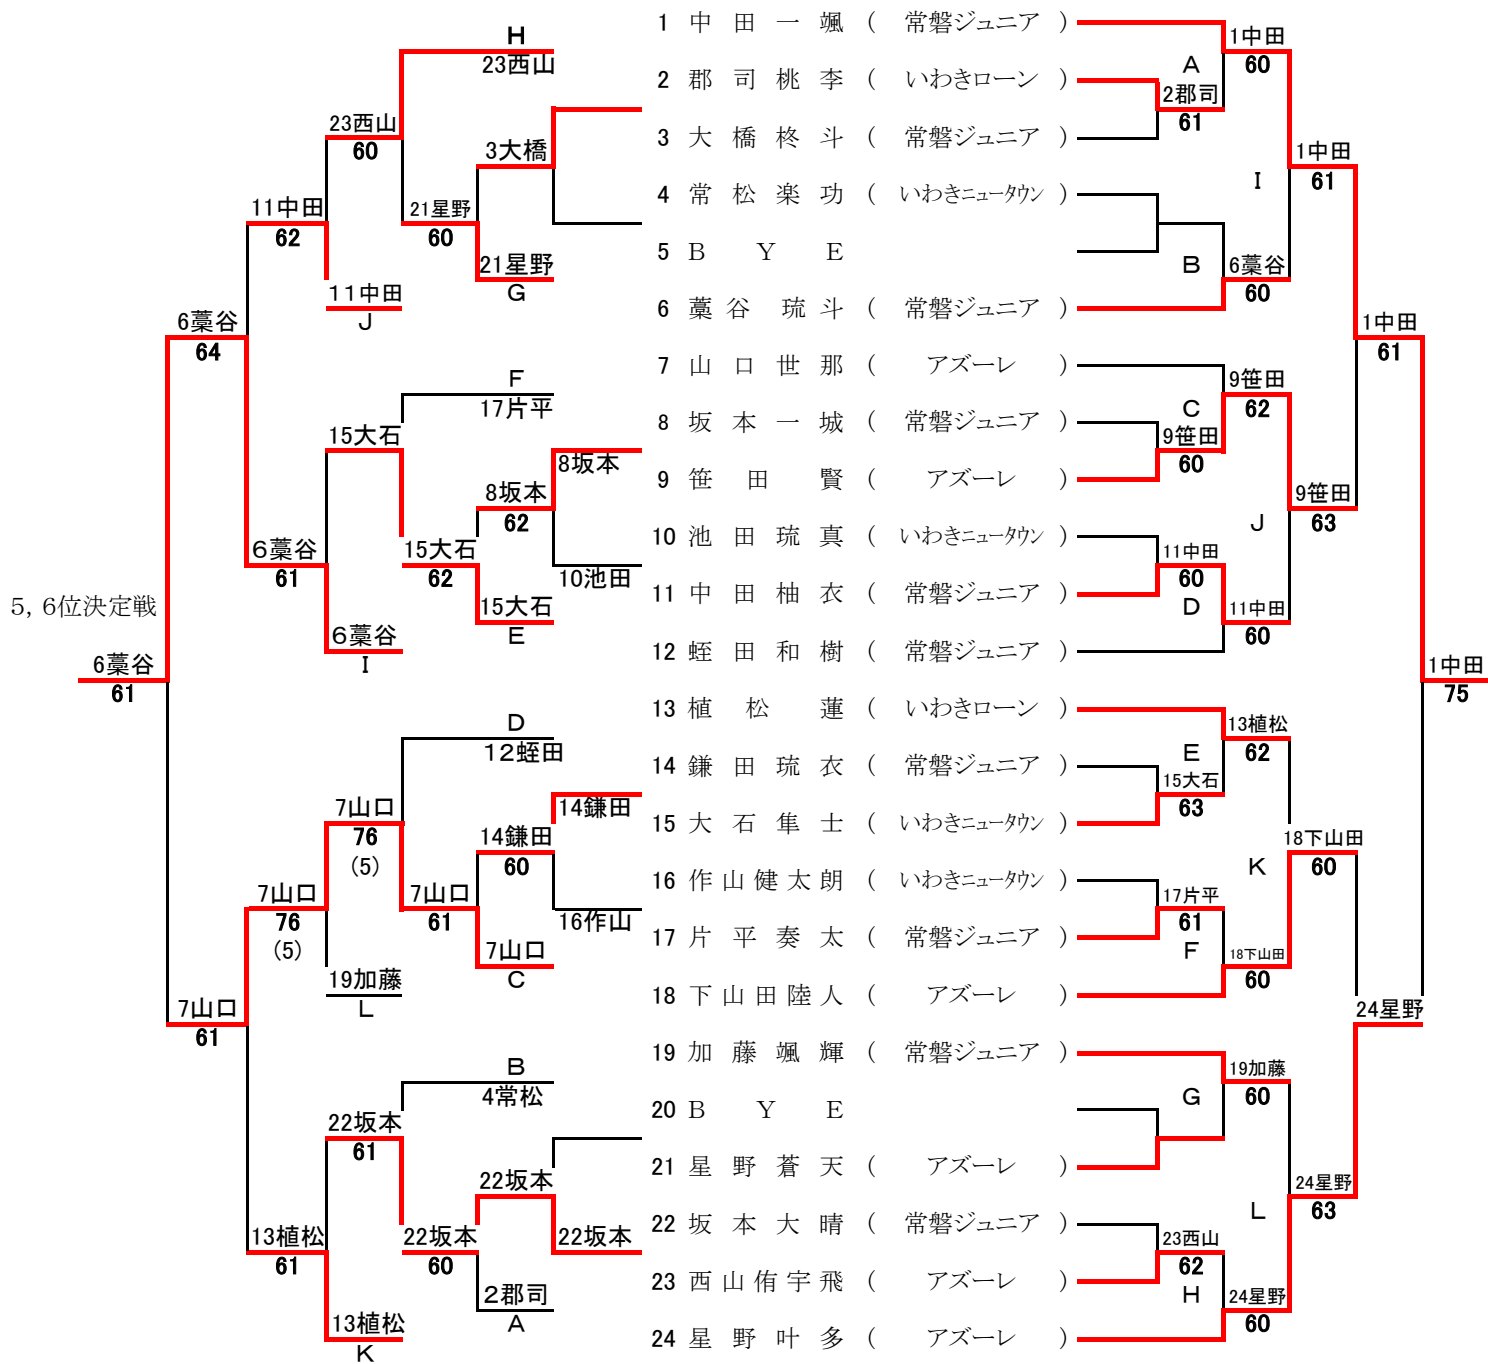 1 中田一颯 ( 常磐ジュニア )
2 郡司桃李 ( いわきローン )
3 大橋柊斗 ( 常磐ジュニア )
4 常松楽功 ( いわきニュータウン )
5 BYE
6 藁谷琉斗 ( 常磐ジュニア )
7 山口世那 ( アズーレ )
8 坂本一城 ( 常磐ジュニア )
9 笹田賢 ( アズーレ )
10 池田琉真 ( いわきニュータウン )
11 中田柚衣 ( 常磐ジュニア )
12 蛭田和樹 ( 常磐ジュニア )
13 植松蓮 ( いわきローン )
14 鎌田琉衣 ( 常磐ジュニア )
15 大石隼士 ( いわきニュータウン )
16 作山健太朗 ( いわきニュータウン )
17 片平奏太 ( 常磐ジュニア )
18 下山田陸人 ( アズーレ )
19 加藤颯輝 ( 常磐ジュニア )
20 BYE
21 星野蒼天 ( アズーレ )
22 坂本大晴 ( 常磐ジュニア )
23 西山侑宇飛 ( アズーレ )
24 星野叶多 ( アズーレ )
H
23西山
23西山
60
3大橋
11中田
62
21星野
60
21星野
G
11中田
J
6藁谷
64
F
17片平
15大石
8坂本
8坂本
62
6藁谷
61
15大石
62
10池田
15大石
E
5, 6位決定戦
6藁谷
I
6藁谷
61
D
12蛭田
7山口
76
(5)
14鎌田
14鎌田
60
7山口
76
(5)
7山口
61
16作山
7山口
C
19加藤
L
7山口
61
B
4常松
22坂本
61
22坂本
13植松
61
22坂本
60
22坂本
2郡司
A
13植松
K
1中田
60
A
2郡司
61
1中田
61
I
B
6藁谷
60
1中田
61
9笹田
62
C
9笹田
60
9笹田
63
J
11中田
60
D
11中田
60
1中田
75
13植松
62
E
15大石
63
18下山田
60
K
17片平
61
F
18下山田
60
24星野
19加藤
60
G
24星野
63
L
23西山
62
H
24星野
60